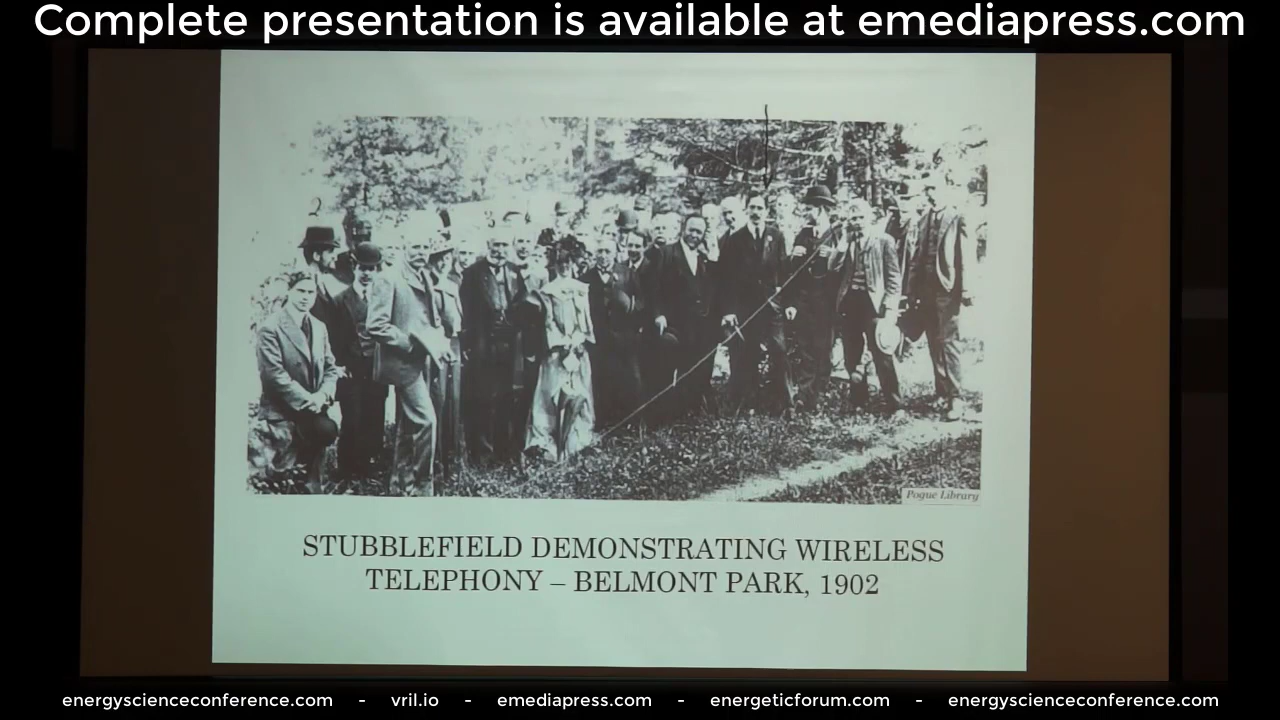 Complete presentation is available at emediapress.com
Pogue Library
STUBBLEFIELD DEMONSTRATING WIRELESS
TELEPHONY – BELMONT PARK, 1902
energyscienceconference.com - vril.io - emediapress.com - energeticforum.com - energyscienceconference.com